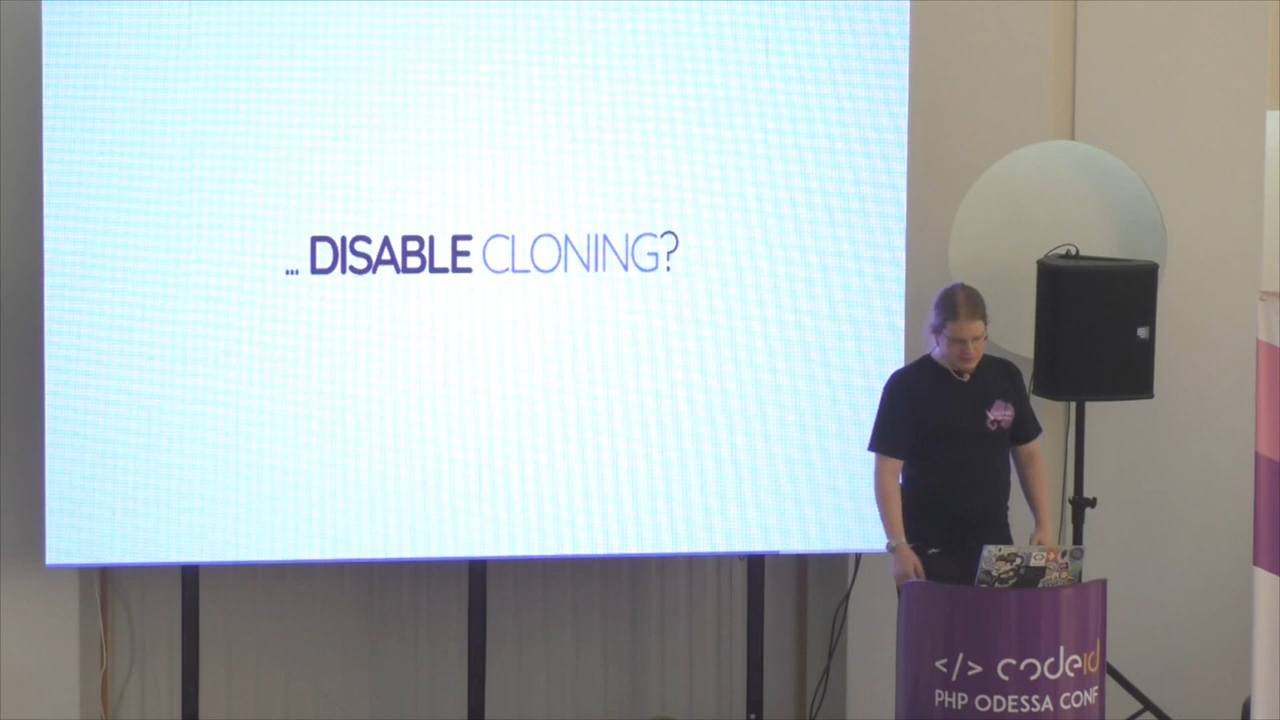 ... DISABLE CLONING?
</> codeid
PHP ODESSA CONF